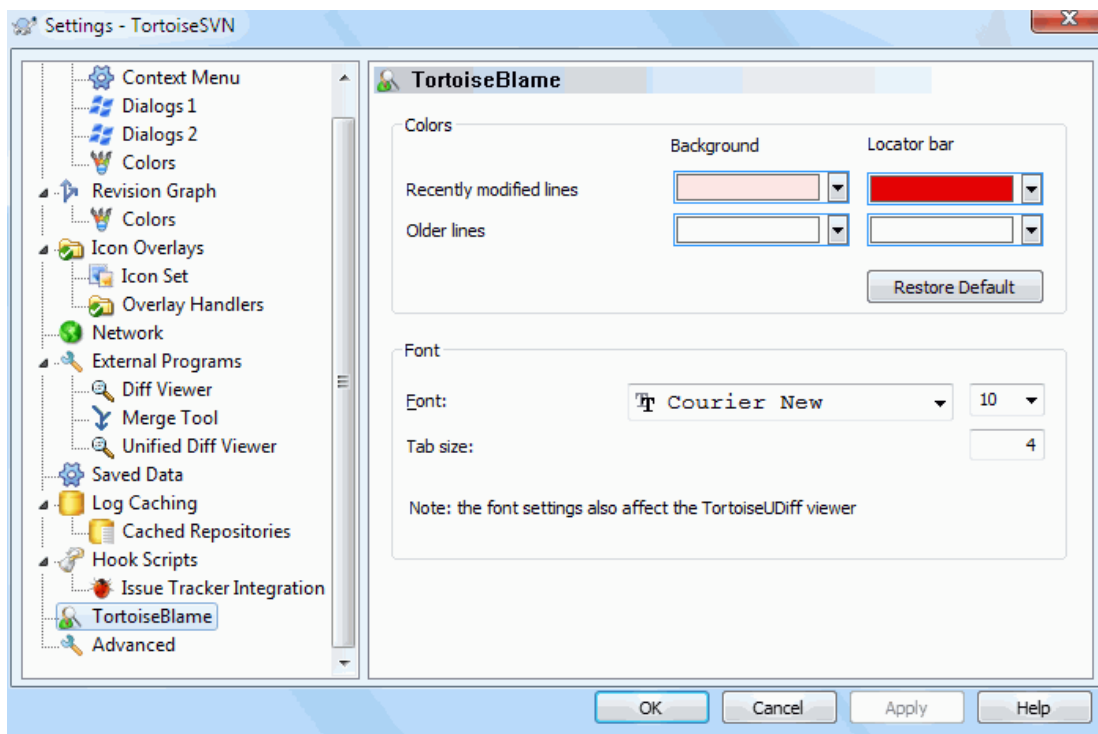 Settings - TortoiseSVN
Context Menu
Dialogs 1
Dialogs 2
Colors
Revision Graph
Colors
Icon Overlays
Icon Set
Overlay Handlers
Network
External Programs
Diff Viewer
Merge Tool
Unified Diff Viewer
Saved Data
Log Caching
Cached Repositories
Hook Scripts
Issue Tracker Integration
TortoiseBlame
Advanced
TortoiseBlame
Colors
Background Locator bar
Recently modified lines
Older lines
Restore Default
Font
Font: Courier New 10
Tab size: 4
Note: the font settings also affect the TortoiseUDiff viewer
OK Cancel Apply Help